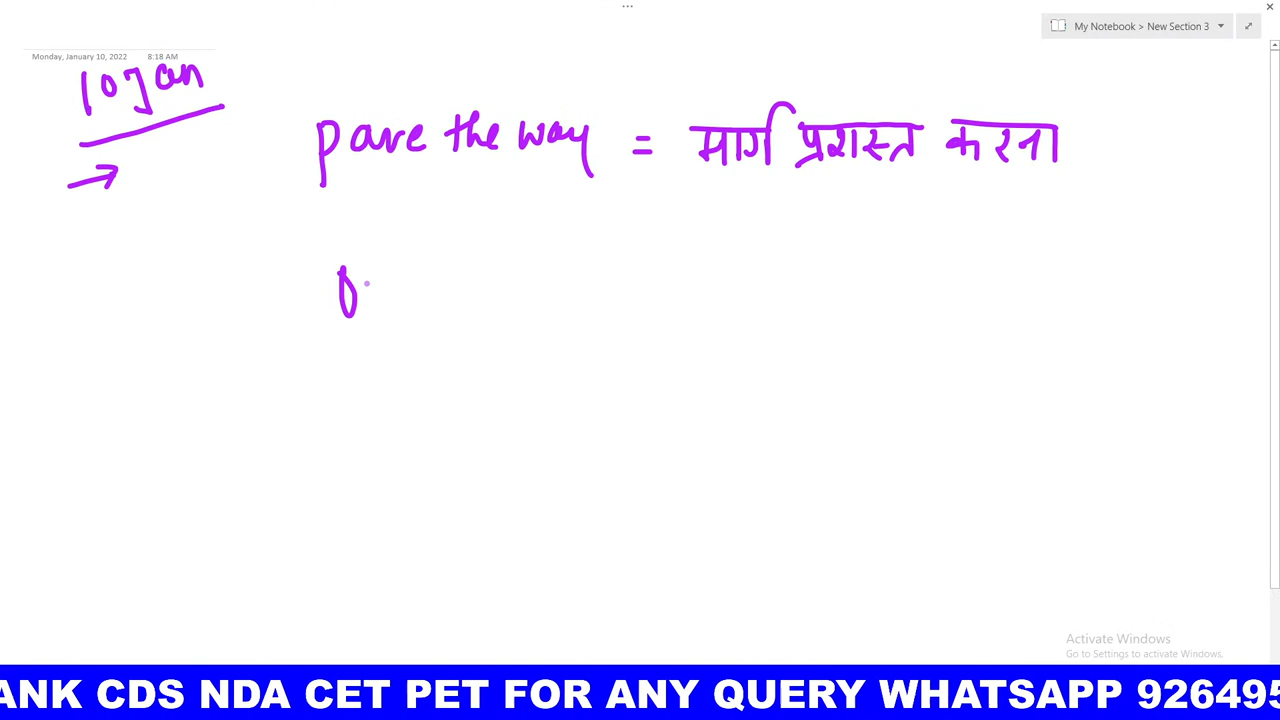 ...
My Notebook > New Section 3
Monday, January 10, 2022 8:18 AM
10 Jan
pave the way = मार्ग प्रशस्त करना
Activate Windows
Go to Settings to activate Windows.
ANK CDS NDA CET PET FOR ANY QUERY WHATSAPP 926495